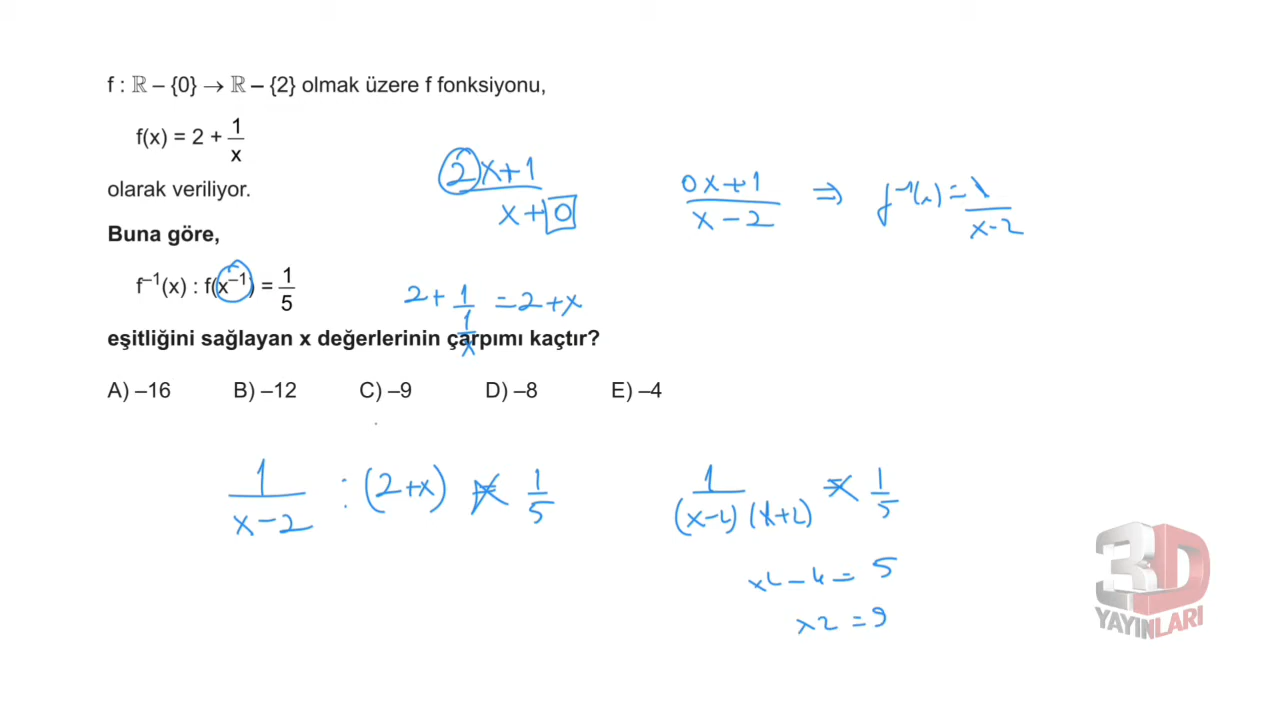 f : ℝ – {0} → ℝ – {2} olmak üzere f fonksiyonu,
f(x) = 2 + 1/x
olarak veriliyor.
(2x+1)/(x+0)
(0x+1)/(x-2) ⇒ f⁻¹(x) = 1/(x-2)
Buna göre,
f⁻¹(x) : f(x⁻¹) = 1/5
2 + 1/(1/x) = 2+x
eşitliğini sağlayan x değerlerinin çarpımı kaçtır?
A) –16 B) –12 C) –9 D) –8 E) –4
1/(x-2) : (2+x) = 1/5
1/((x-2)(x+2)) = 1/5
x2 - 4 = 5
x2 = 9
3D
YAYINLARI